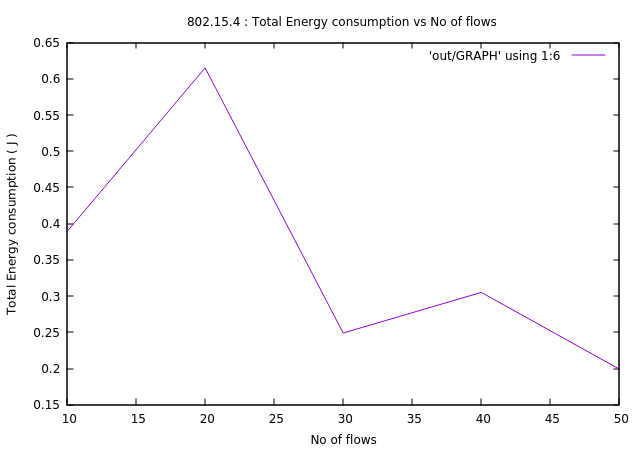 802.15.4 : Total Energy consumption vs No of flows
0.65
'out/GRAPH' using 1:6
0.6
0.55
0.5
0.45
0.4
0.35
0.3
0.25
0.2
0.15
Total Energy consumption ( J )
10 15 20 25 30 35 40 45 50
No of flows